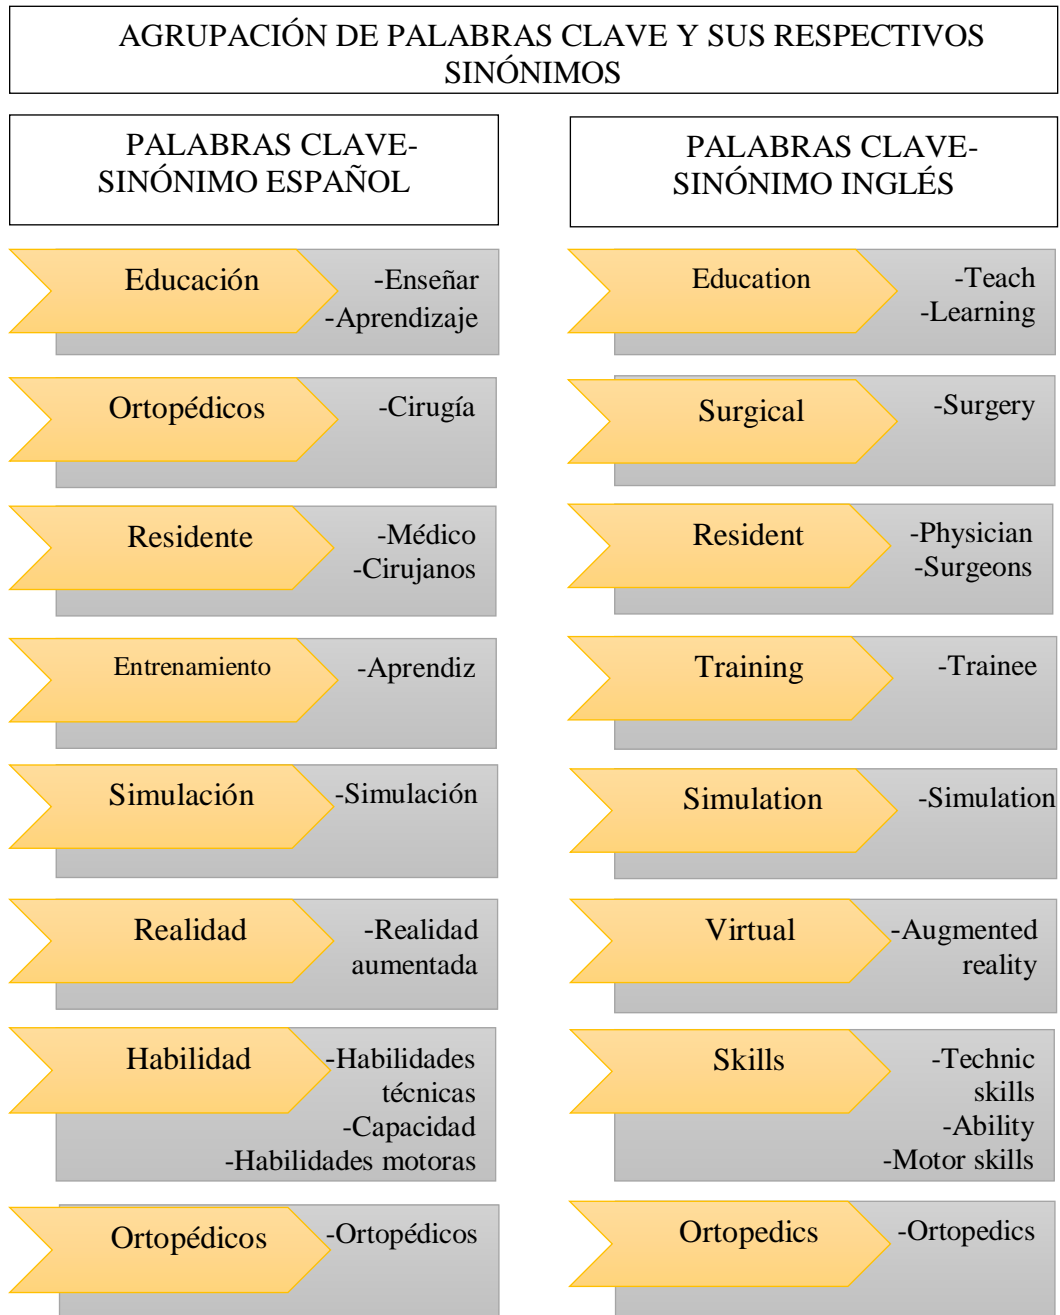 AGRUPACIÓN DE PALABRAS CLAVE Y SUS RESPECTIVOS
SINÓNIMOS
PALABRAS CLAVE-
SINÓNIMO ESPAÑOL
Educación
-Enseñar
-Aprendizaje
Ortopédicos
-Cirugía
Residente
-Médico
-Cirujanos
Entrenamiento
-Aprendiz
Simulación
-Simulación
Realidad
-Realidad
aumentada
Habilidad
-Habilidades
técnicas
-Capacidad
-Habilidades motoras
Ortopédicos
-Ortopédicos
PALABRAS CLAVE-
SINÓNIMO INGLÉS
Education
-Teach
-Learning
Surgical
-Surgery
Resident
-Physician
-Surgeons
Training
-Trainee
Simulation
-Simulation
Virtual
-Augmented
reality
Skills
-Technic
skills
-Ability
-Motor skills
Ortopedics
-Ortopedics